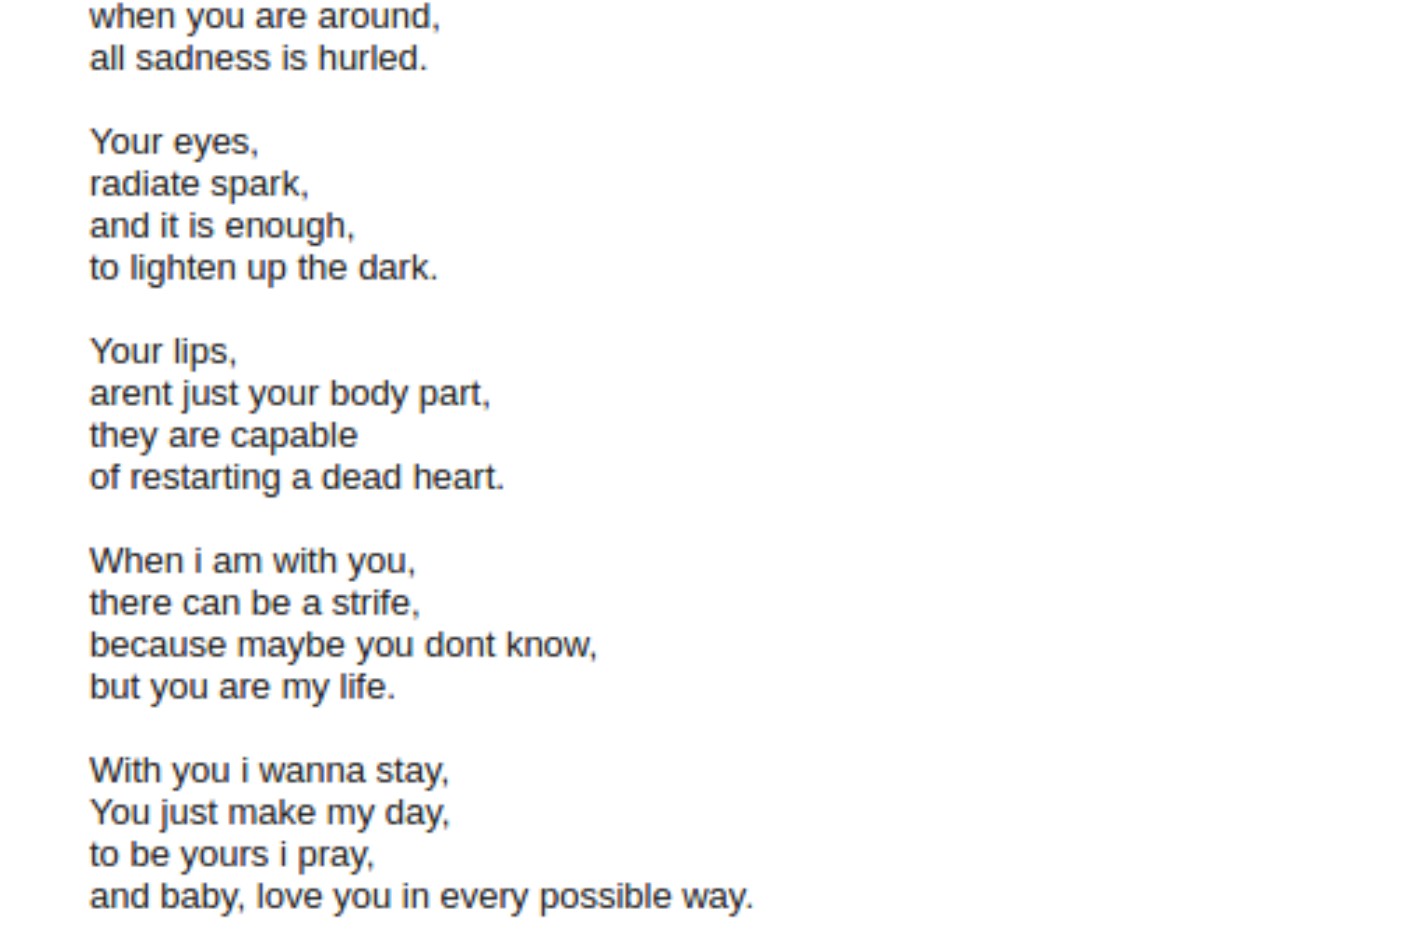 when you are around,
all sadness is hurled.
Your eyes,
radiate spark,
and it is enough,
to lighten up the dark.
Your lips,
arent just your body part,
they are capable
of restarting a dead heart.
When i am with you,
there can be a strife,
because maybe you dont know,
but you are my life.
With you i wanna stay,
You just make my day,
to be yours i pray,
and baby, love you in every possible way.